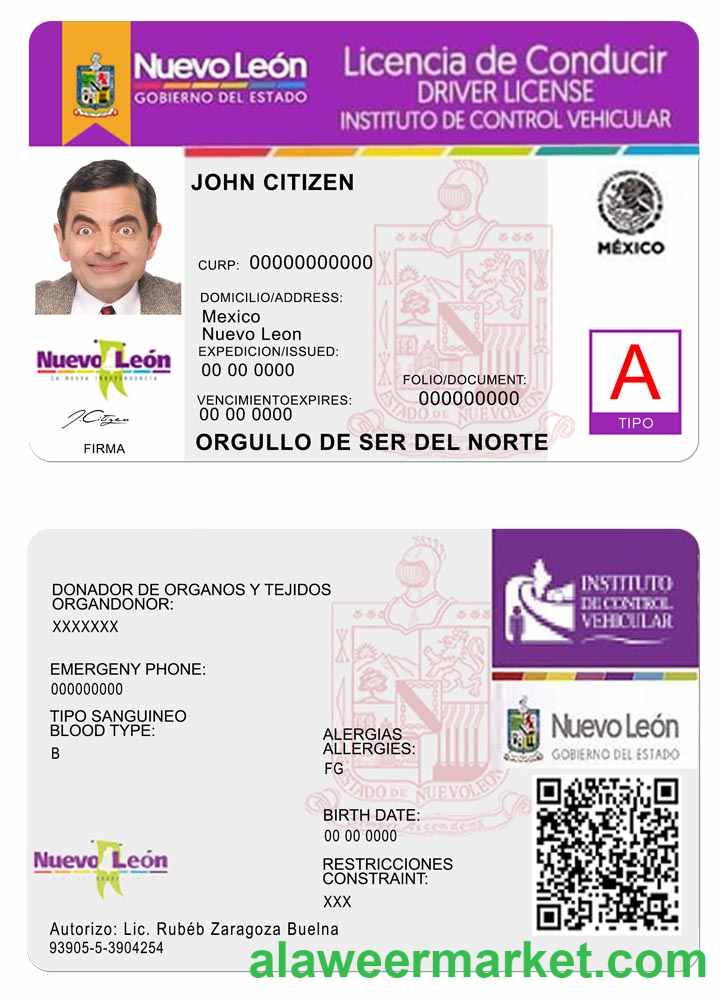 Nuevo León
GOBIERNO DEL ESTADO
Licencia de Conducir
DRIVER LICENSE
INSTITUTO DE CONTROL VEHICULAR
JOHN CITIZEN
MÉXICO
CURP: 00000000000
DOMICILIO/ADDRESS:
Mexico
Nuevo Leon
EXPEDICION/ISSUED:
00 00 0000
VENCIMIENTOEXPIRES:
00 00 0000
FOLIO/DOCUMENT:
000000000
ESTADO DE NUEVO LEON
A
TIPO
Nuevo León
J.Citizen
FIRMA
ORGULLO DE SER DEL NORTE
DONADOR DE ORGANOS Y TEJIDOS
ORGANDONOR:
XXXXXXX
EMERGENY PHONE:
000000000
TIPO SANGUINEO
BLOOD TYPE:
B
ALERGIAS
ALLERGIES:
FG
BIRTH DATE:
00 00 0000
RESTRICCIONES
CONSTRAINT:
XXX
ESTADO DE NUEVO LEON
INSTITUTO
DE CONTROL
VEHICULAR
Nuevo León
GOBIERNO DEL ESTADO
Nuevo León
Autorizo: Lic. Rubéb Zaragoza Buelna
93905-5-3904254
alaweermarket.com